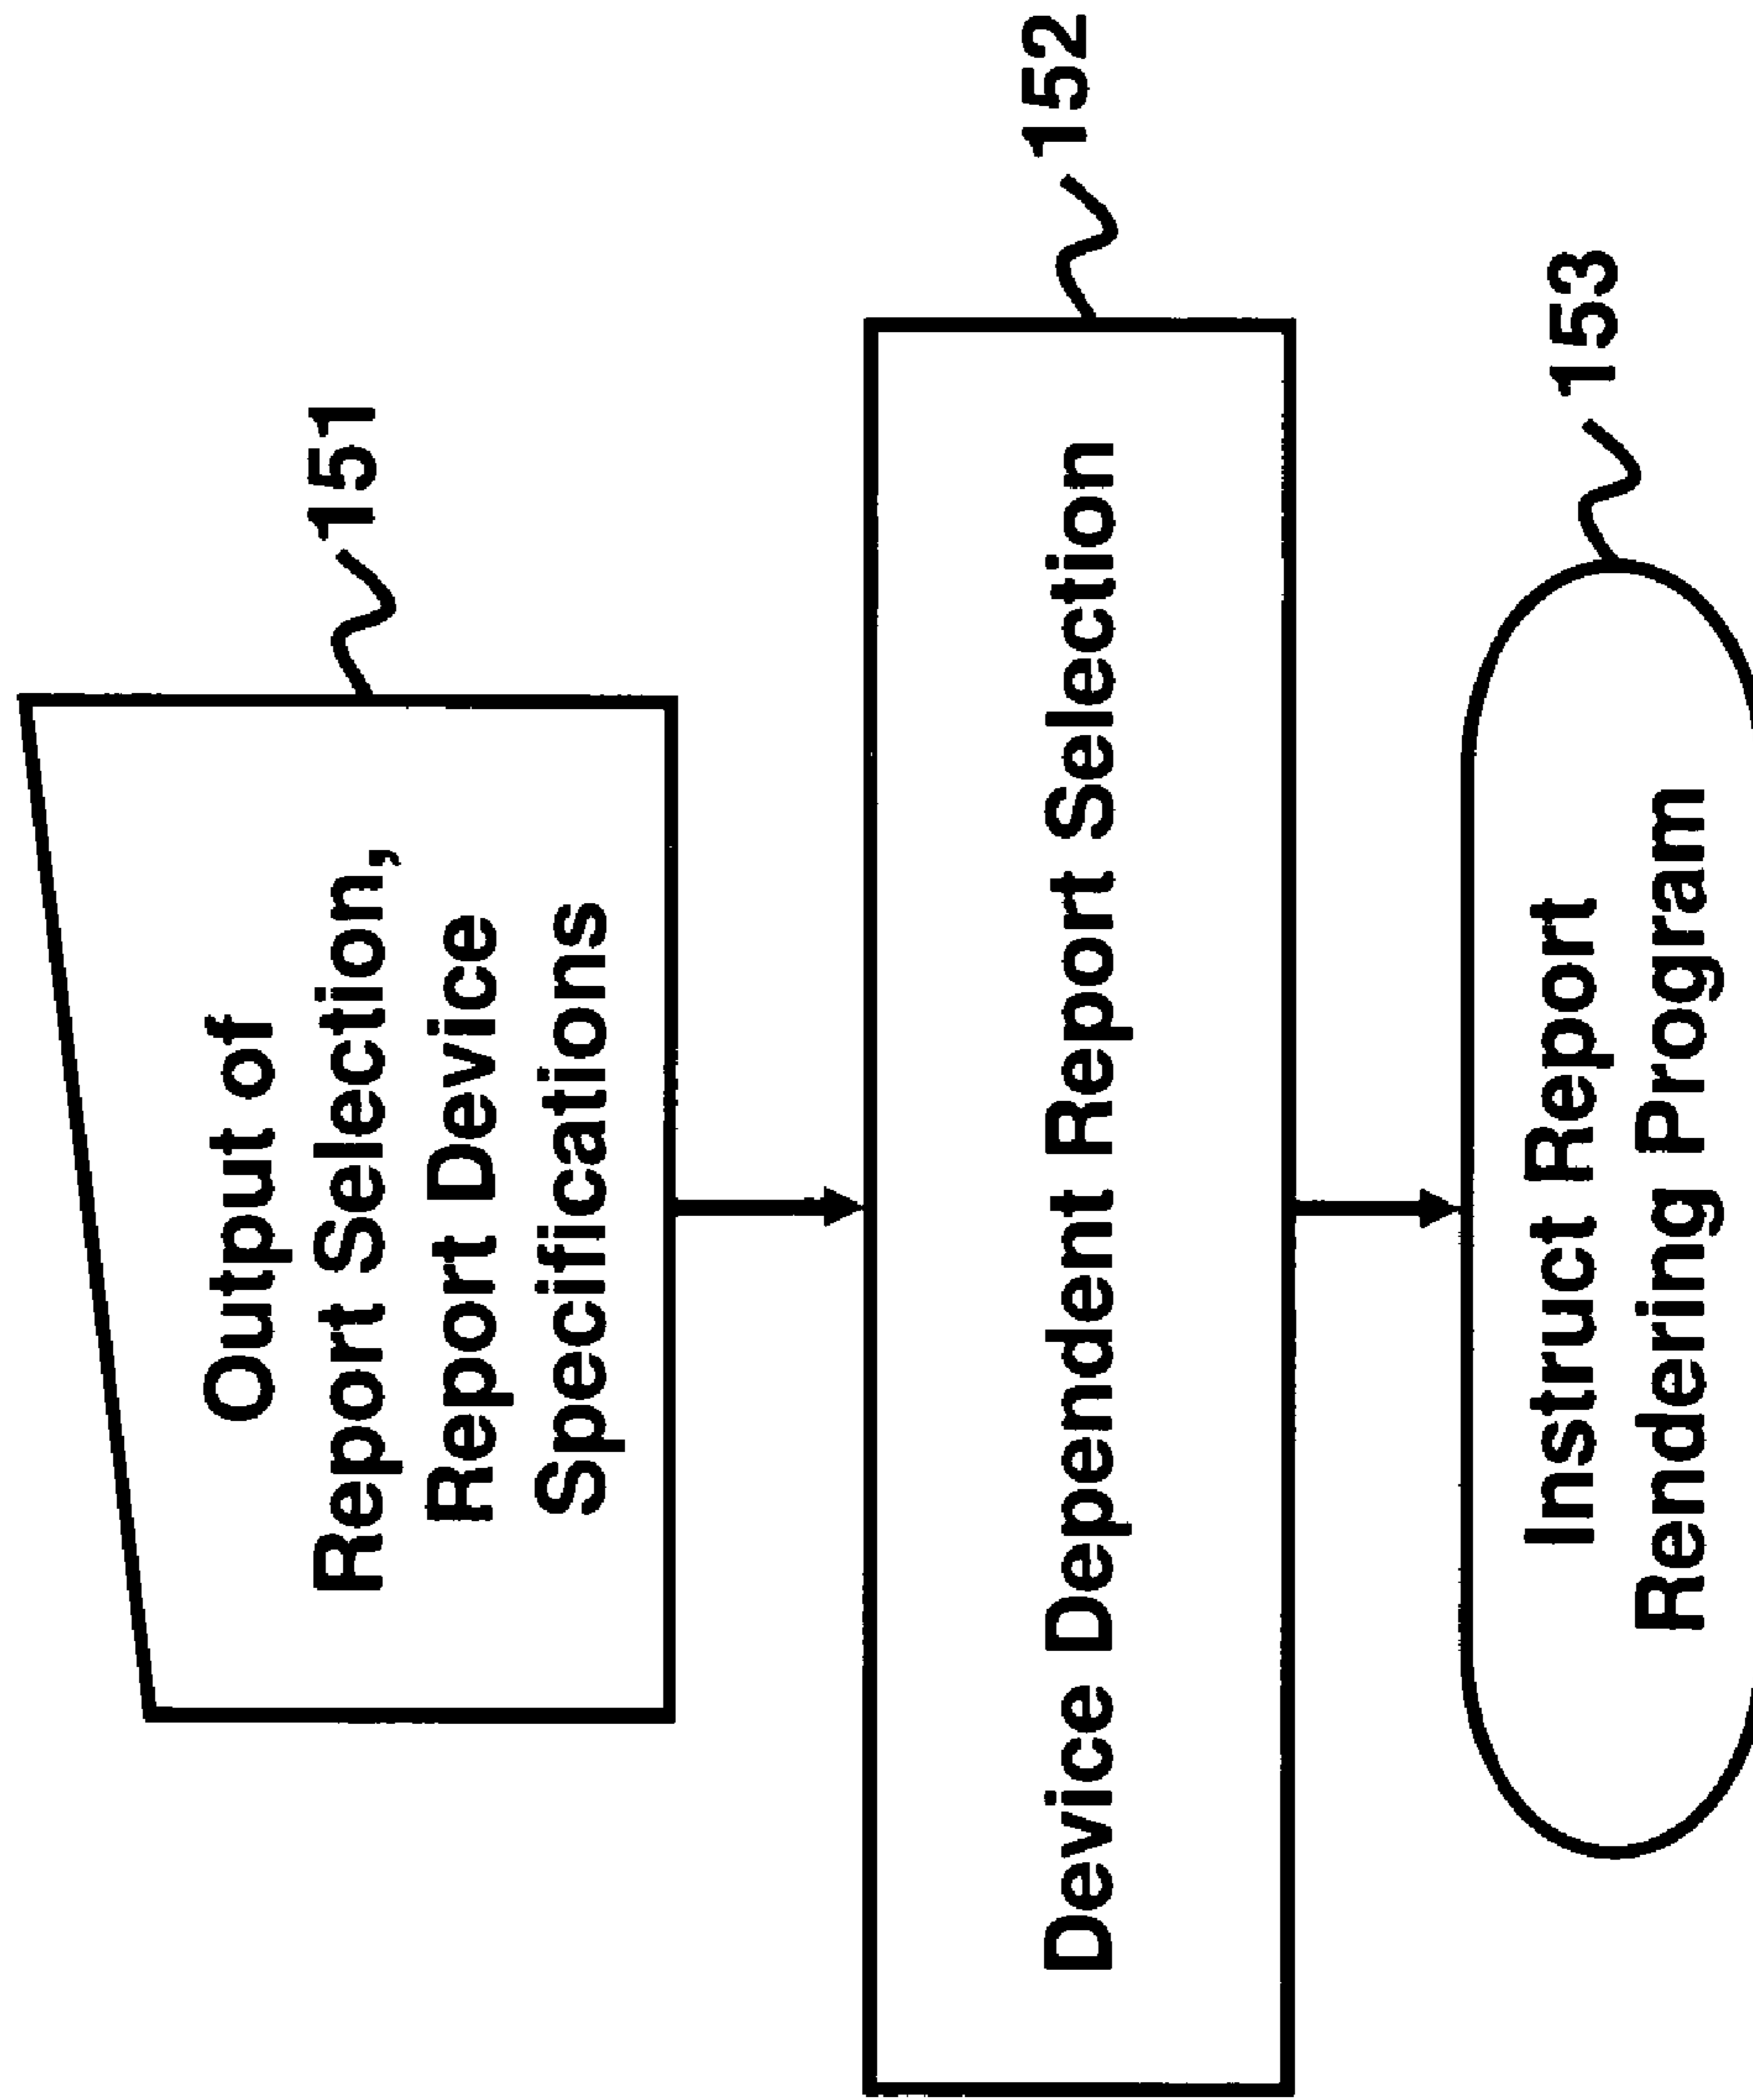 Output of
Report Selection,
Report Device
Specifications
151
Device Dependent Report Selection
152
Instruct Report
Rendering Program
153